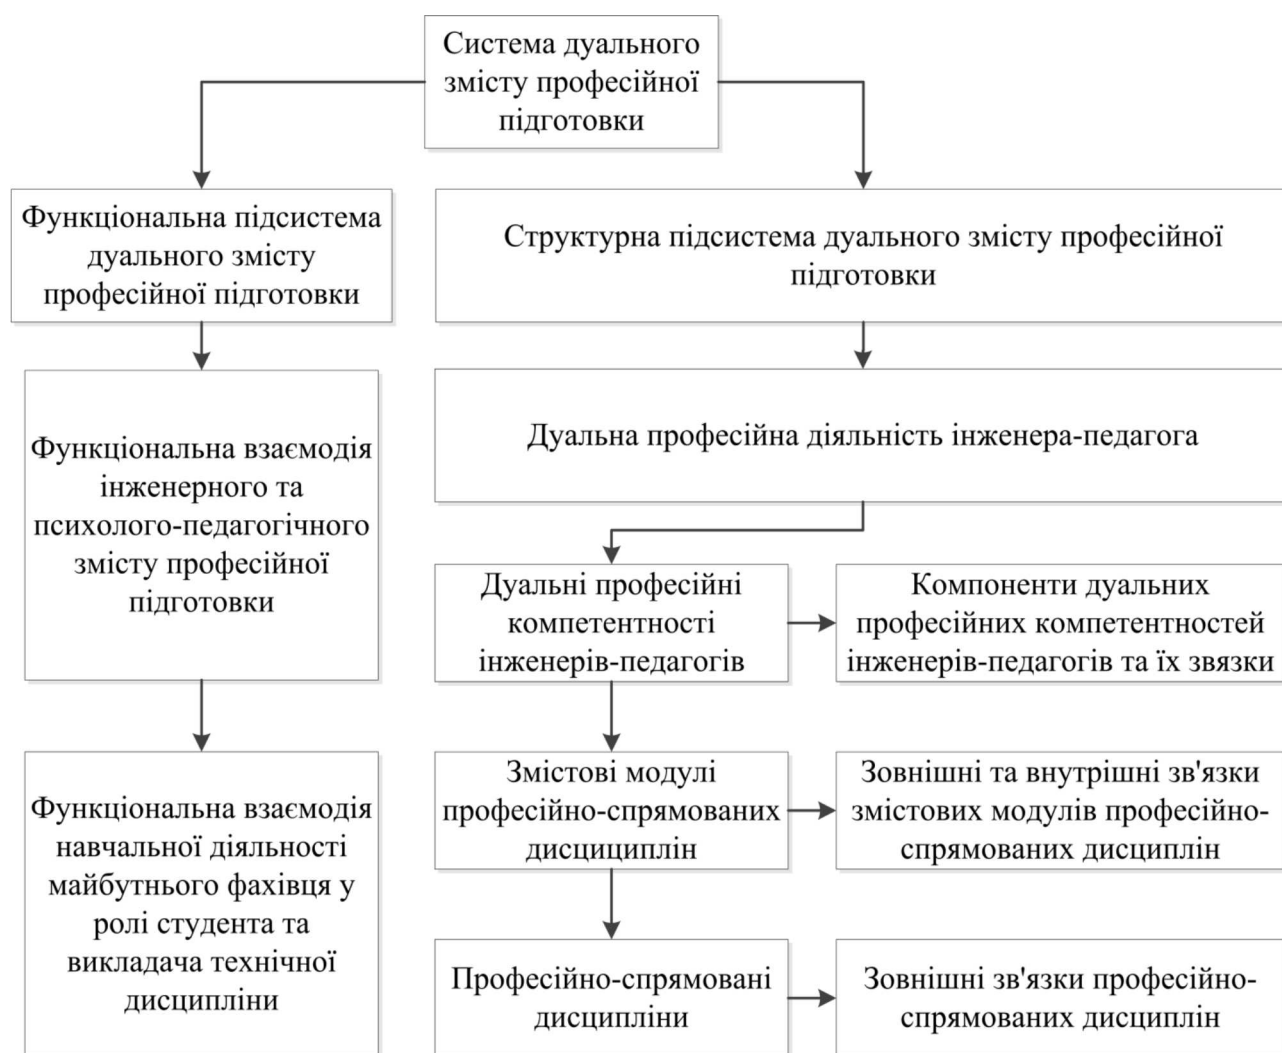 Система дуального
змісту професійної
підготовки
Функціональна підсистема
дуального змісту
професійної підготовки
Структурна підсистема дуального змісту професійної
підготовки
Функціональна взаємодія
інженерного та
психолого-педагогічного
змісту професійної
підготовки
Дуальна професійна діяльність інженера-педагога
Дуальні професійні
компетентності
інженерів-педагогів
Компоненти дуальних
професійних компетентностей
інженерів-педагогів та їх звязки
Функціональна взаємодія
навчальної діяльності
майбутнього фахівця у
ролі студента та
викладача технічної
дисципліни
Змістові модулі
професійно-спрямованих
дисцициплін
Зовнішні та внутрішні зв'язки
змістових модулів професійно-
спрямованих дисциплін
Професійно-спрямовані
дисципліни
Зовнішні зв'язки професійно-
спрямованих дисциплін